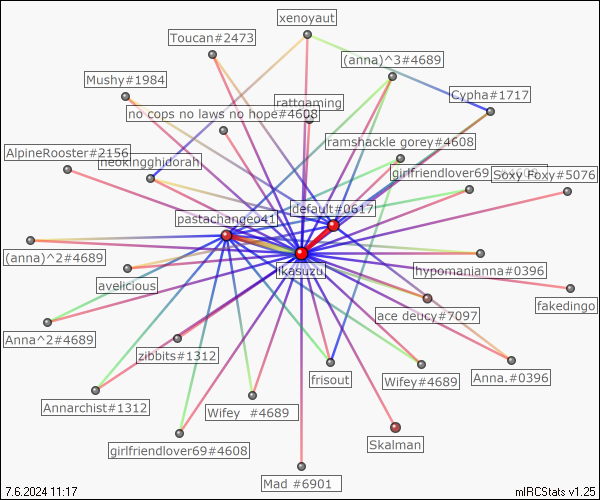 xenoyaut
Toucan#2473
(anna)^3#4689
Mushy#1984
Cypha#1717
rattgaming
no cops no laws no hope#4608
ramshackle gorey#4608
AlpineRooster#2156
neokingghidorah
girlfriendlover69
Soxy Foxy#5076
default#0617
pastachangeo41
(anna)^2#4689
ikasuzu
hypomanianna#0396
avelicious
fakedingo
ace deucy#7097
Anna^2#4689
zibbits#1312
frisout
Wifey#4689
Anna.#0396
Annarchist#1312
Wifey #4689
Skalman
girlfriendlover69#4608
Mad #6901
7.6.2024 11:17
mIRCStats v1.25